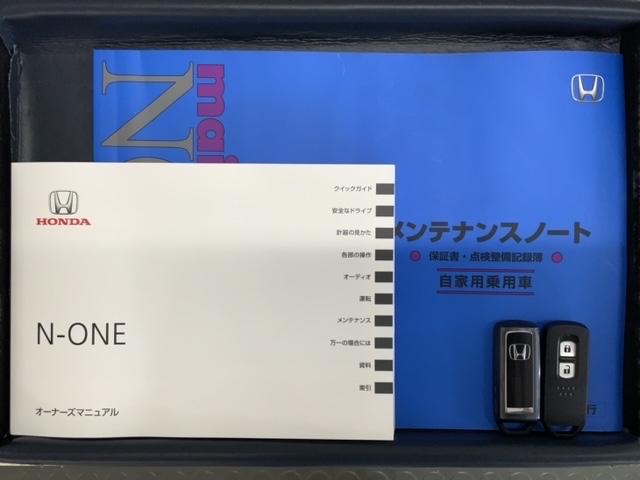 HONDA
N-ONE
オーナーズマニュアル
クイックガイド
安全なドライブ
計器の見かた
各部の操作
オーディオ
運転
メンテナンス
万一の場合には
資料
索引
メンテナンスノート
保証書・点検整備記録簿
自家用乗用車
行